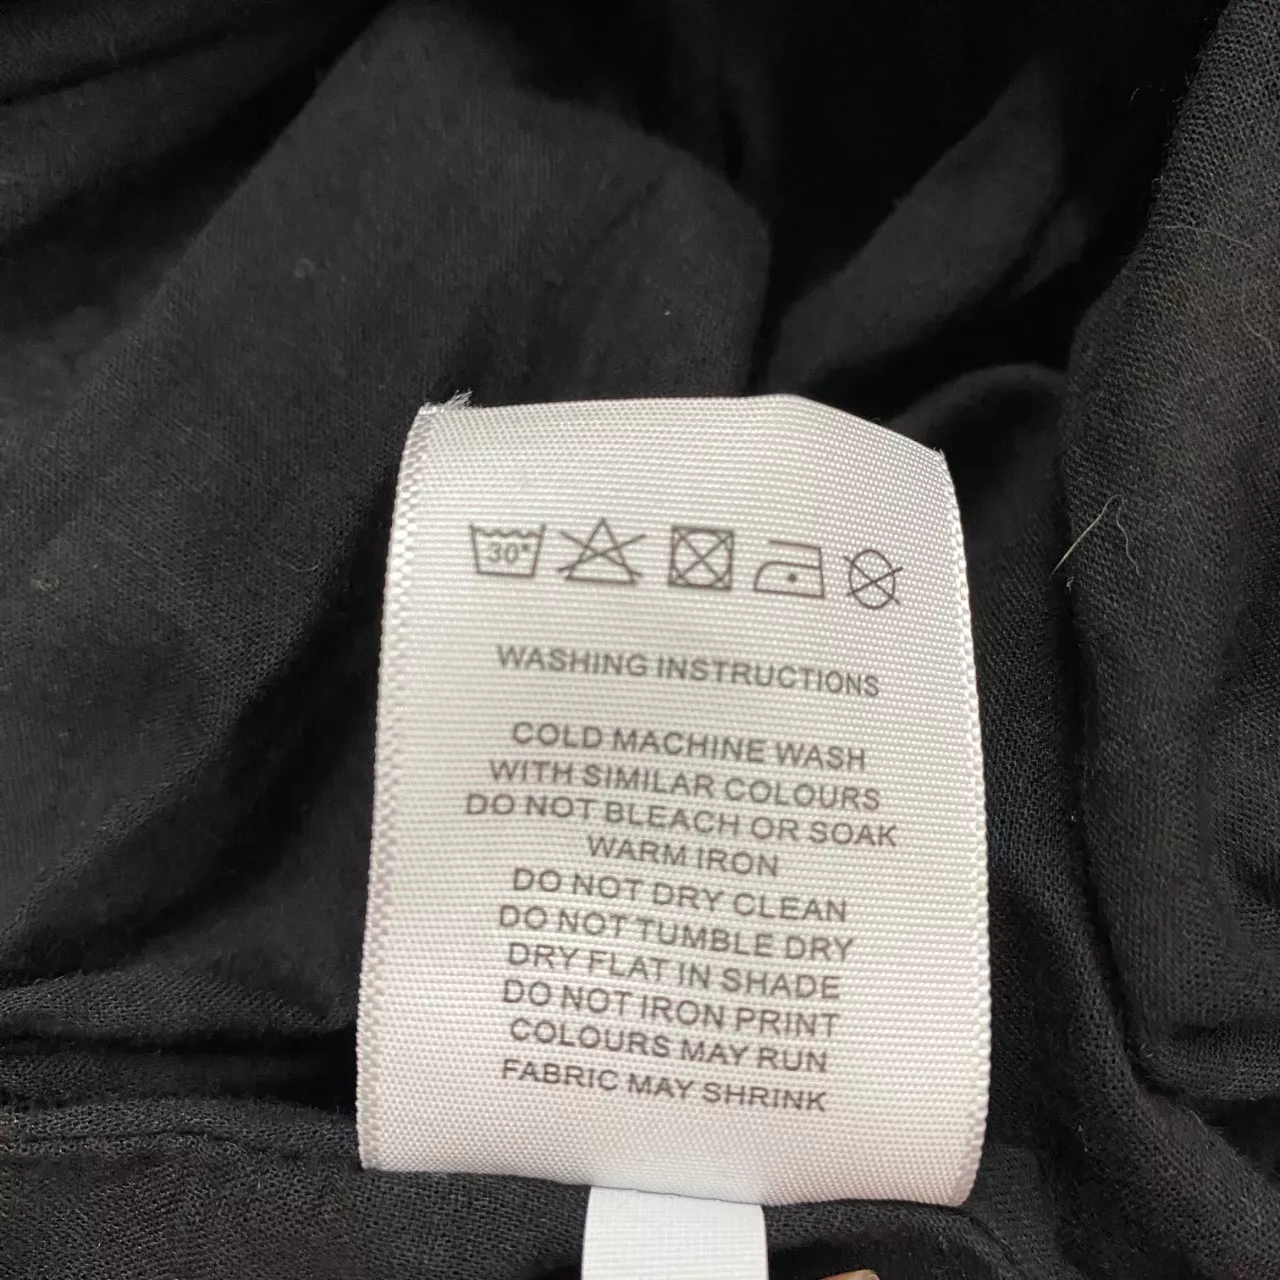 30°
WASHING INSTRUCTIONS
COLD MACHINE WASH
WITH SIMILAR COLOURS
DO NOT BLEACH OR SOAK
WARM IRON
DO NOT DRY CLEAN
DO NOT TUMBLE DRY
DRY FLAT IN SHADE
DO NOT IRON PRINT
COLOURS MAY RUN
FABRIC MAY SHRINK